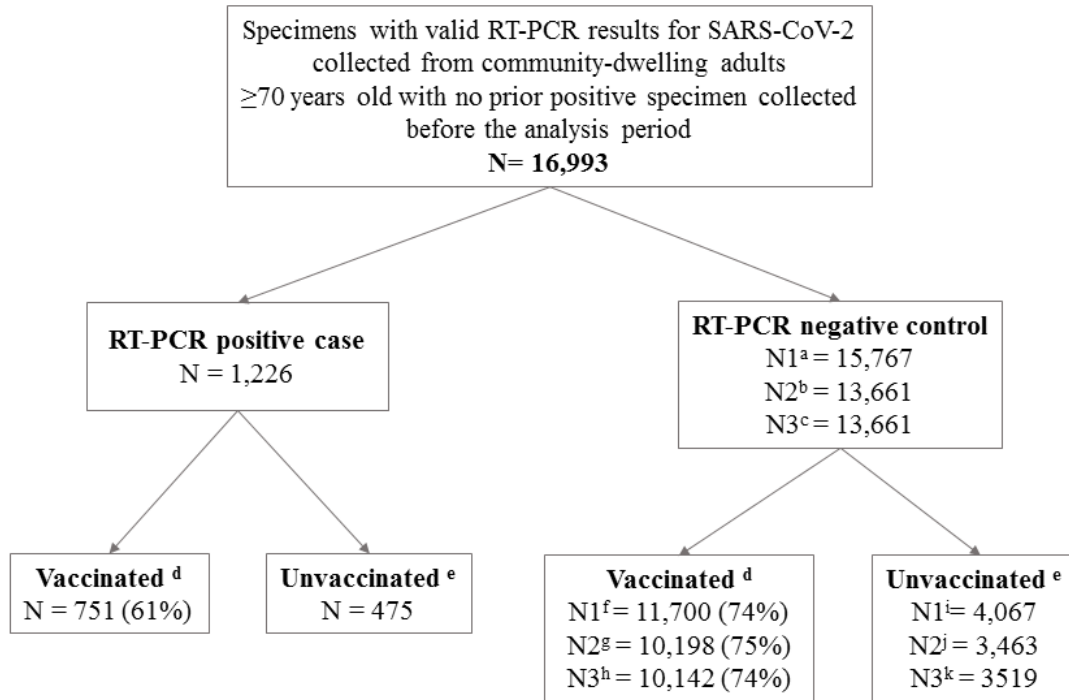 Specimens with valid RT-PCR results for SARS-CoV-2
collected from community-dwelling adults
≥70 years old with no prior positive specimen collected
before the analysis period
N= 16,993
RT-PCR positive case
N = 1,226
RT-PCR negative control
N1ᵃ = 15,767
N2ᵇ = 13,661
N3ᶜ = 13,661
Vaccinated ᵈ
N = 751 (61%)
Unvaccinated ᵉ
N = 475
Vaccinated ᵈ
N1ᶠ = 11,700 (74%)
N2ᵍ = 10,198 (75%)
N3ʰ = 10,142 (74%)
Unvaccinated ᵉ
N1ⁱ= 4,067
N2ʲ = 3,463
N3ᵏ = 3519